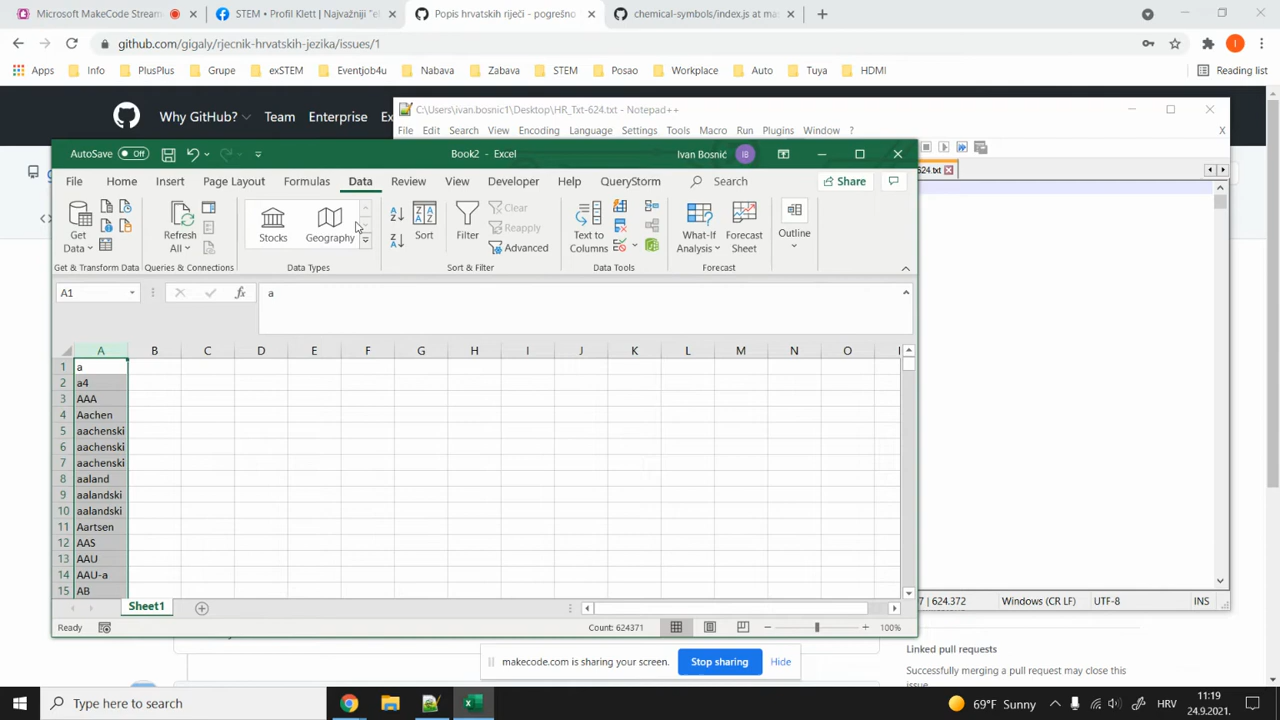 Microsoft MakeCode Stream
STEM • Profil Klett | Najvažniji "el
Popis hrvatskih riječi - pogrešno
chemical-symbols/index.js at ma
github.com/gigaly/rjecnik-hrvatskih-jezika/issues/1
Apps Info PlusPlus Grupe exSTEM Eventjob4u Nabava Zabava STEM Posao Workplace Auto Tuya HDMI Reading list
Why GitHub? Team Enterprise Ex
C:\Users\ivan.bosnic1\Desktop\HR_Txt-624.txt - Notepad++
File Edit Search View Encoding Language Settings Tools Macro Run Plugins Window ? X
624.txt
AutoSave Off Book2 - Excel Ivan Bosnić IB
File Home Insert Page Layout Formulas Data Review View Developer Help QueryStorm Search Share
Get Data
Refresh All
Stocks Geography
Sort
Filter
Clear
Reapply
Advanced
Text to Columns
What-If Analysis
Forecast Sheet
Outline
Get & Transform Data Queries & Connections Data Types Sort & Filter Data Tools Forecast
A1 fx a
A B C D E F G H I J K L M N O
1 a
2 a4
3 AAA
4 Aachen
5 aachenski
6 aachenski
7 aachenski
8 aaland
9 aalandski
10 aalandski
11 Aartsen
12 AAS
13 AAU
14 AAU-a
15 AB
Sheet1
Ready Count: 624371 100%
7 | 624.372 Windows (CR LF) UTF-8 INS
makecode.com is sharing your screen. Stop sharing Hide
Linked pull requests
Successfully merging a pull request may close this
issue.
Type here to search
69°F Sunny HRV 11:19
24.9.2021.